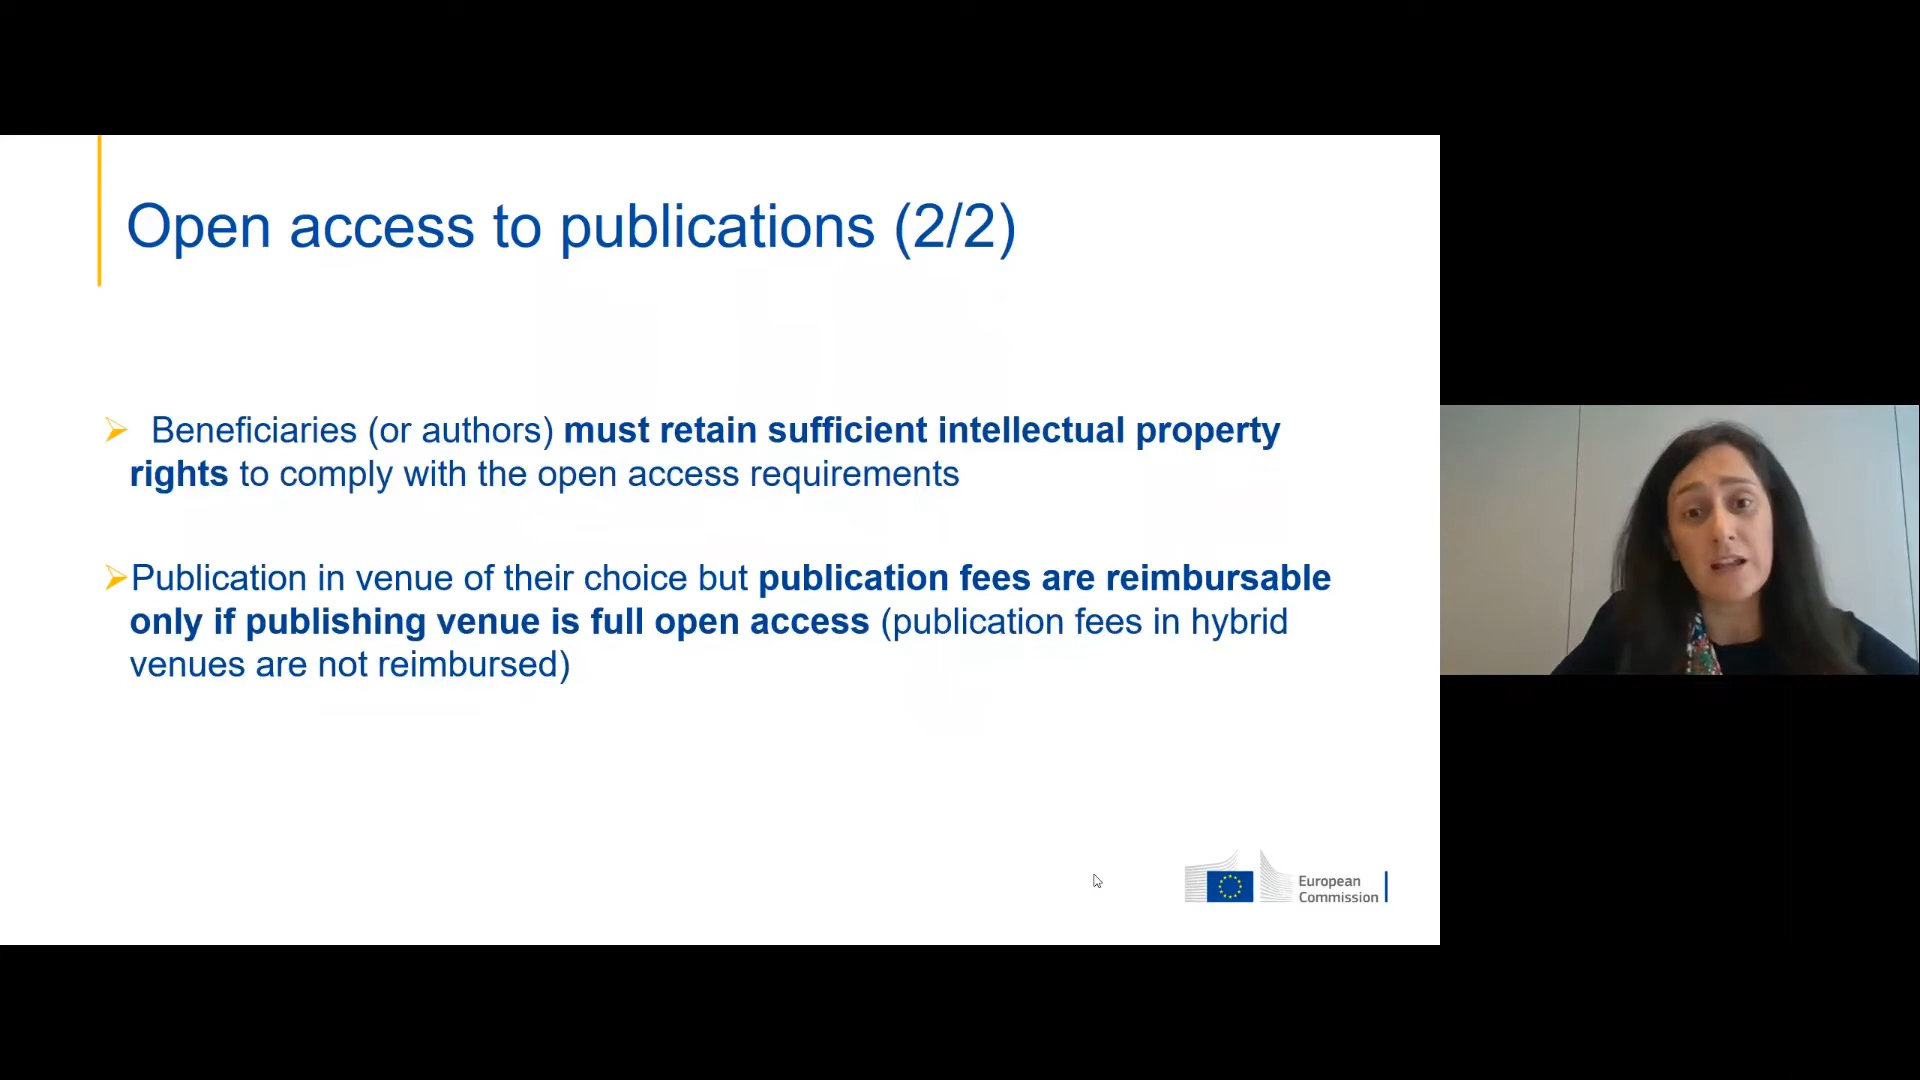 Open access to publications (2/2)
➢ Beneficiaries (or authors) must retain sufficient intellectual property
rights to comply with the open access requirements
➢Publication in venue of their choice but publication fees are reimbursable
only if publishing venue is full open access (publication fees in hybrid
venues are not reimbursed)
European
Commission